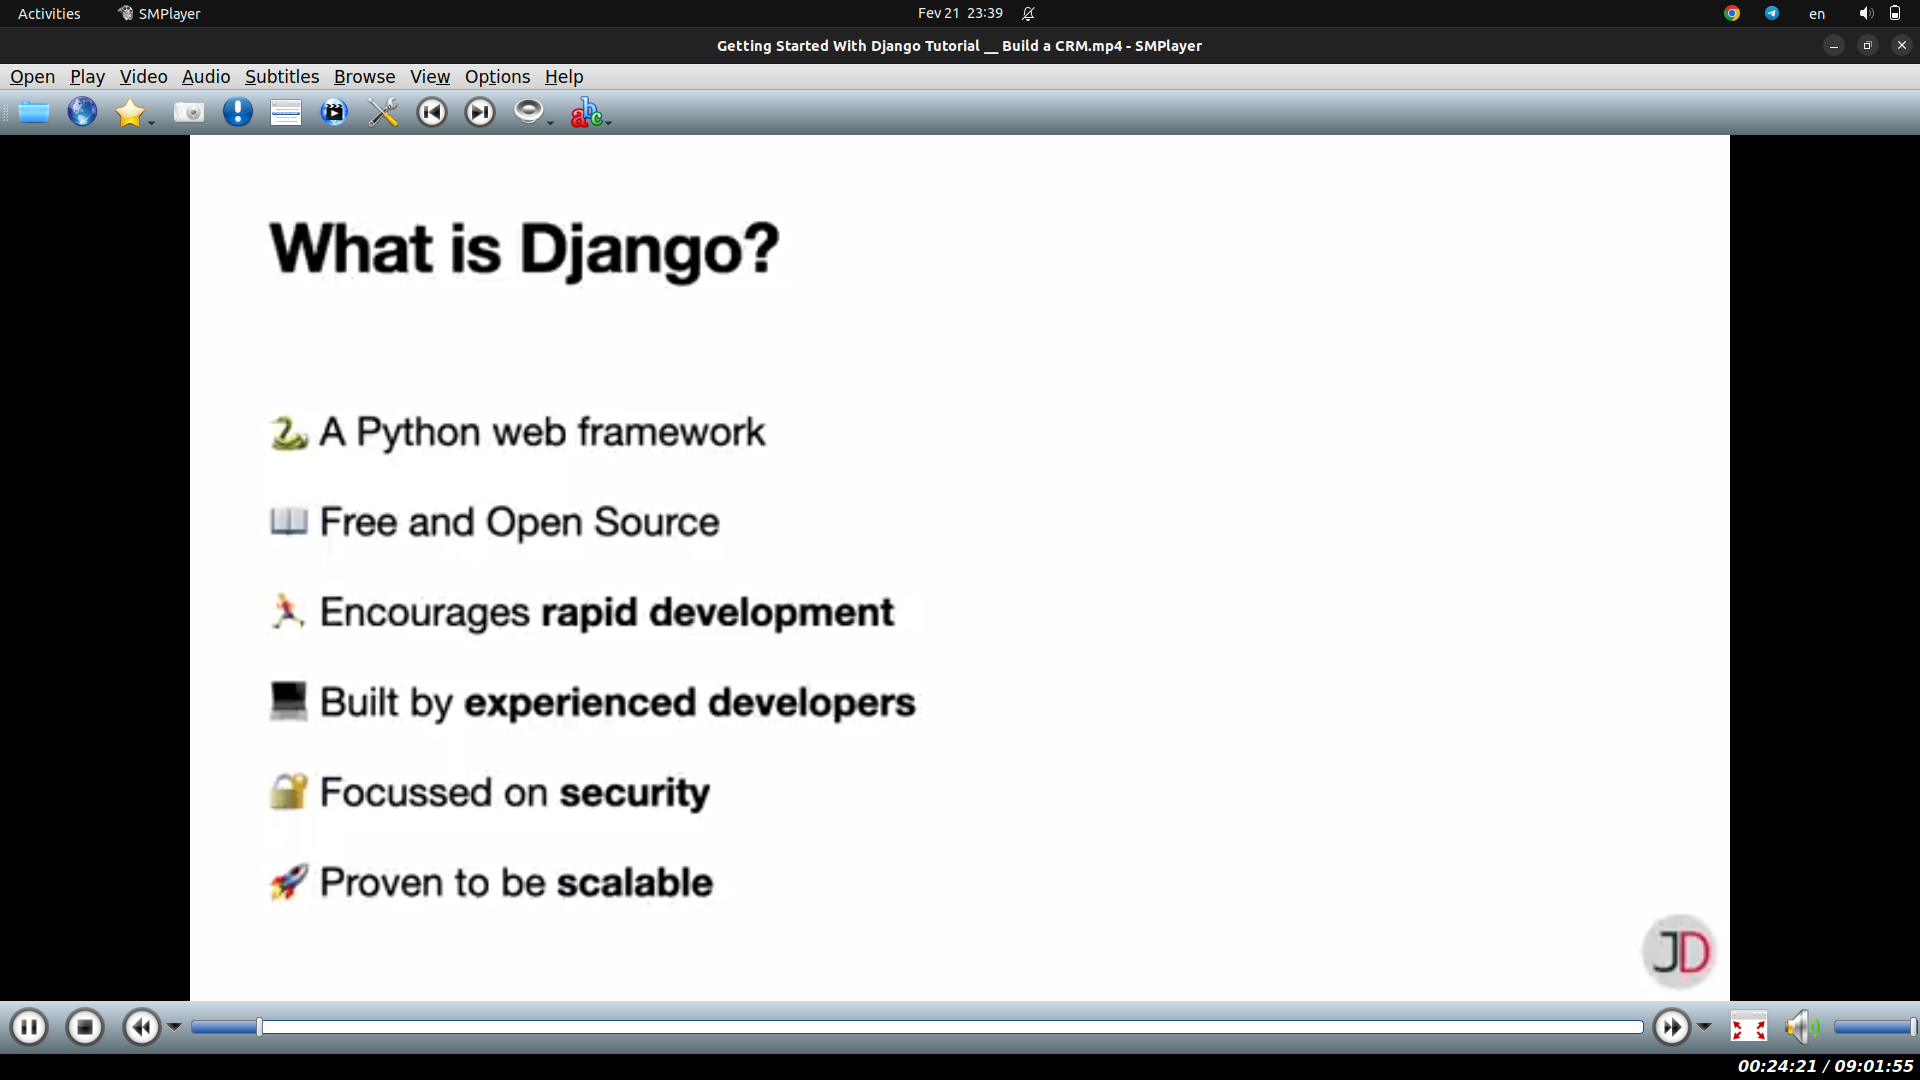 Activities SMPlayer Fev 21 23:39 en
Getting Started With Django Tutorial __ Build a CRM.mp4 - SMPlayer
Open Play Video Audio Subtitles Browse View Options Help
abc
What is Django?
A Python web framework
Free and Open Source
Encourages rapid development
Built by experienced developers
Focussed on security
Proven to be scalable
JD
00:24:21 / 09:01:55